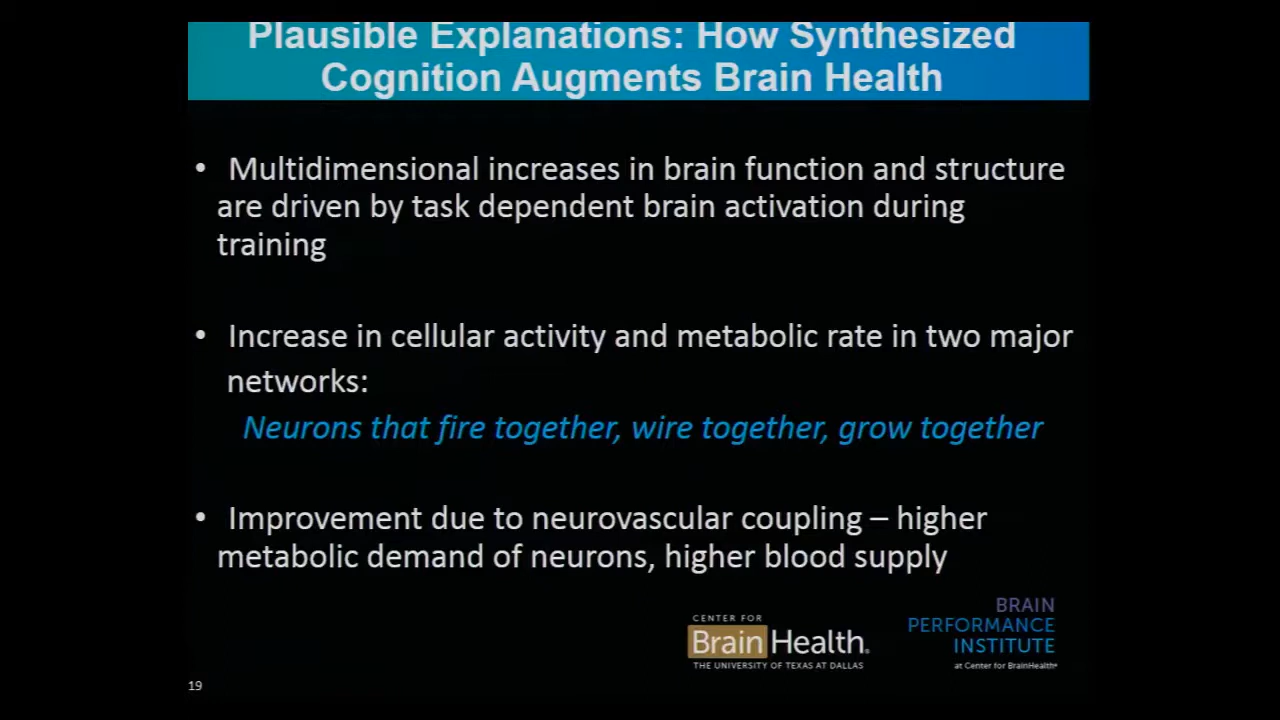 Plausible Explanations: How Synthesized
Cognition Augments Brain Health
• Multidimensional increases in brain function and structure
are driven by task dependent brain activation during
training
• Increase in cellular activity and metabolic rate in two major
networks:
Neurons that fire together, wire together, grow together
• Improvement due to neurovascular coupling – higher
metabolic demand of neurons, higher blood supply
CENTER FOR
BrainHealth®
THE UNIVERSITY OF TEXAS AT DALLAS
BRAIN
PERFORMANCE
INSTITUTE
at Center for BrainHealth®
19